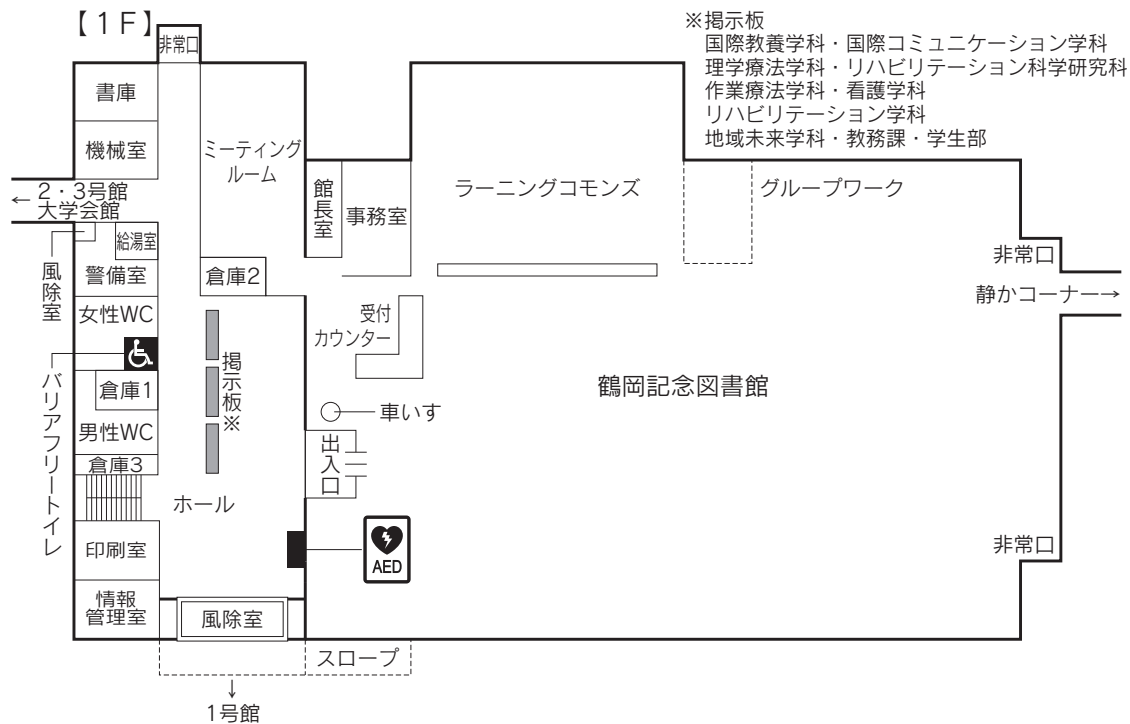 【1F】
※掲示板
国際教養学科・国際コミュニケーション学科
理学療法学科・リハビリテーション科学研究科
作業療法学科・看護学科
リハビリテーション学科
地域未来学科・教務課・学生部
非常口
書庫
機械室
ミーティング
ルーム
館長室
事務室
ラーニングコモンズ
グループワーク
← 2・3号館
大学会館
給湯室
風除室
警備室
倉庫2
非常口
静かコーナー→
女性WC
受付
カウンター
掲示板※
バリアフリートイレ
倉庫1
鶴岡記念図書館
車いす
男性WC
出入口
倉庫3
ホール
印刷室
AED
非常口
情報
管理室
風除室
スロープ
↓
1号館